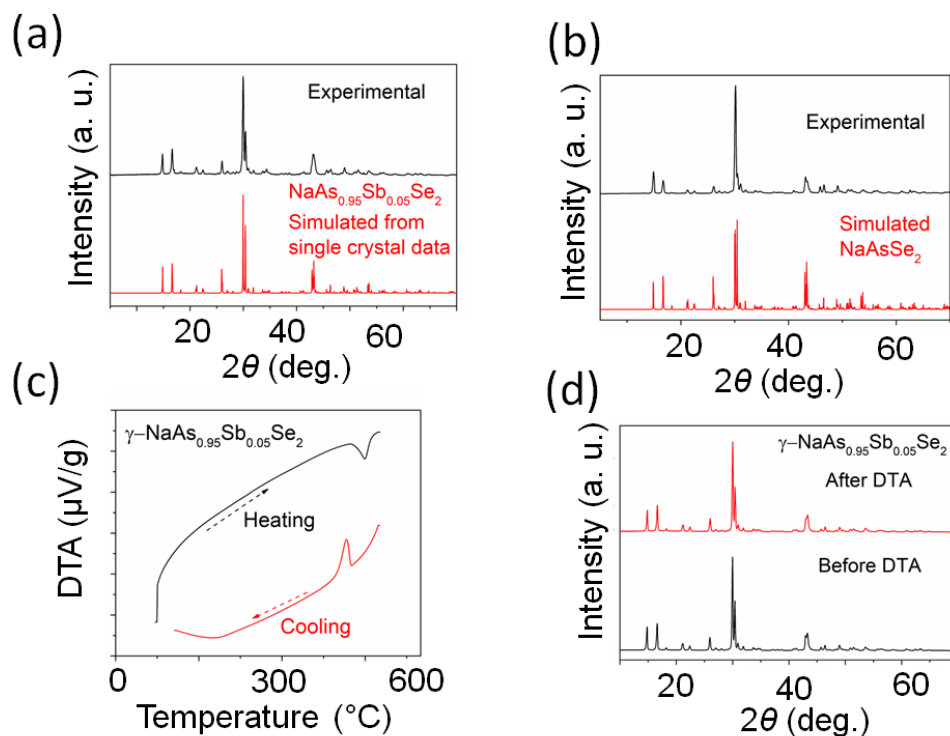 (a)
Intensity (a. u.)
Experimental
NaAs₀.₉₅Sb₀.₀₅Se₂
Simulated from
single crystal data
20 40 60
2θ (deg.)
(b)
Intensity (a. u.)
Experimental
Simulated
NaAsSe₂
20 40 60
2θ (deg.)
(c)
DTA (µV/g)
γ–NaAs₀.₉₅Sb₀.₀₅Se₂
Heating
Cooling
0 300 600
Temperature (°C)
(d)
Intensity (a. u.)
γ–NaAs₀.₉₅Sb₀.₀₅Se₂
After DTA
Before DTA
20 40 60
2θ (deg.)